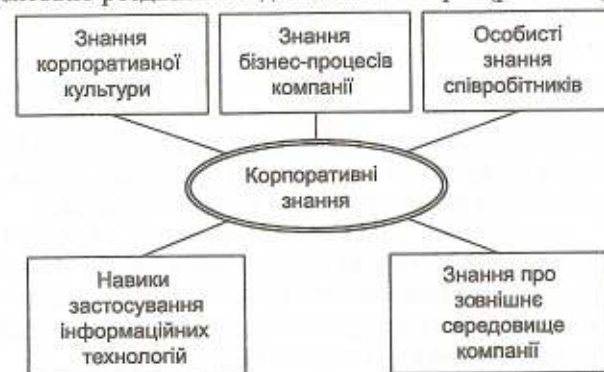 Знання
корпоративної
культури
Знання
бізнес-процесів
компанії
Особисті
знання
співробітників
Корпоративні
знання
Навики
застосування
інформаційних
технологій
Знання про
зовнішнє
середовище
компанії